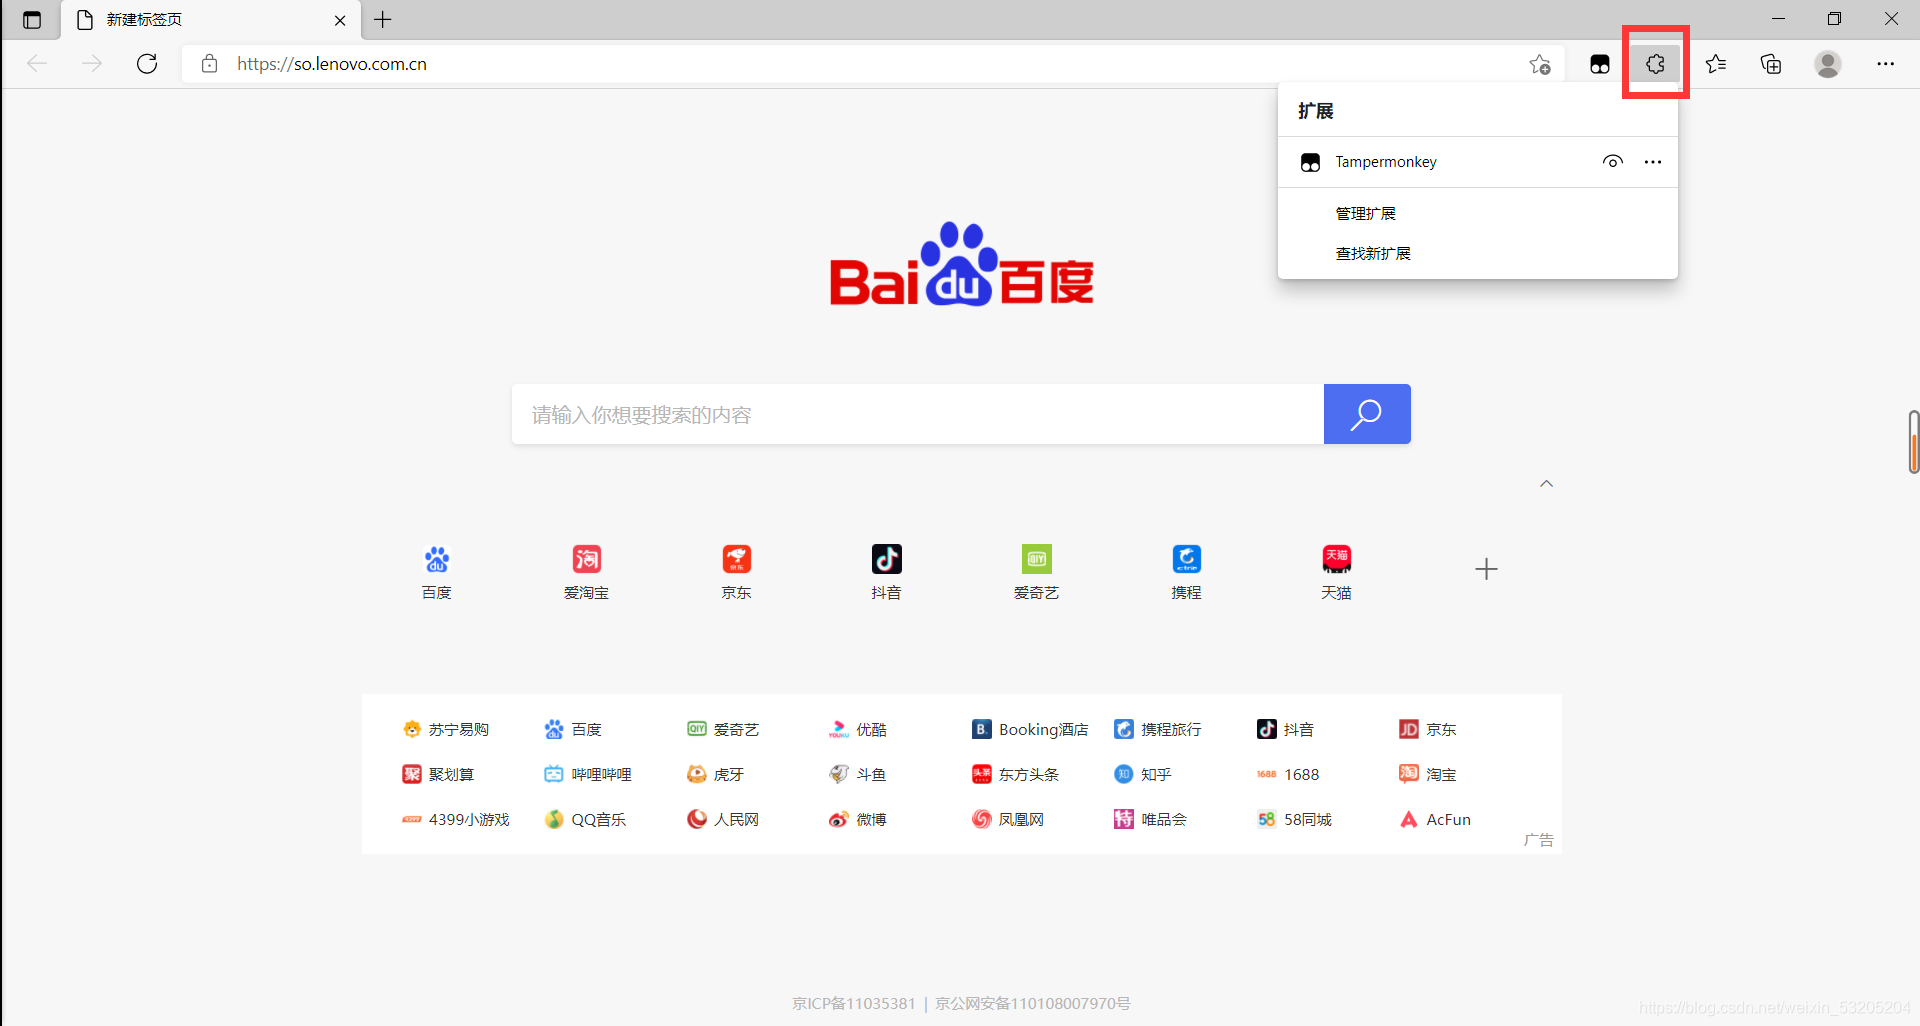 新建标签页
https://so.lenovo.com.cn
扩展
Tampermonkey
管理扩展
查找新扩展
Bai du 百度
请输入你想要搜索的内容
百度 爱淘宝 京东 抖音 爱奇艺 携程 天猫
苏宁易购 百度 爱奇艺 优酷 Booking酒店 携程旅行 抖音 京东
聚划算 哔哩哔哩 虎牙 斗鱼 东方头条 知乎 1688 淘宝
4399小游戏 QQ音乐 人民网 微博 凤凰网 唯品会 58同城 AcFun
广告
京ICP备11035381 | 京公网安备110108007970号
https://blog.csdn.net/weixin_53205204